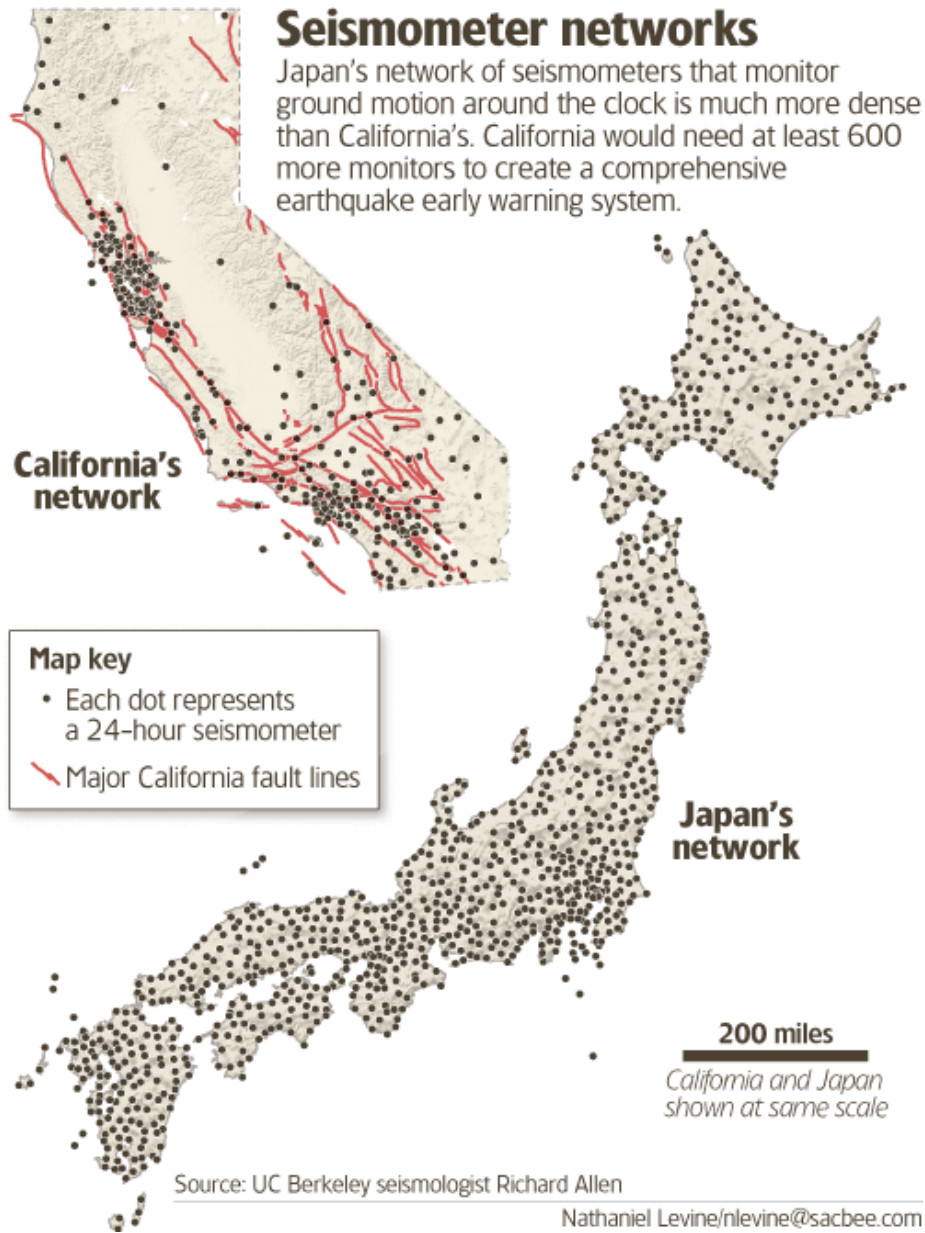 Seismometer networks
Japan's network of seismometers that monitor
ground motion around the clock is much more dense
than California's. California would need at least 600
more monitors to create a comprehensive
earthquake early warning system.
California's
network
Map key
• Each dot represents
a 24-hour seismometer
Major California fault lines
Japan's
network
200 miles
California and Japan
shown at same scale
Source: UC Berkeley seismologist Richard Allen
Nathaniel Levine/nlevine@sacbee.com